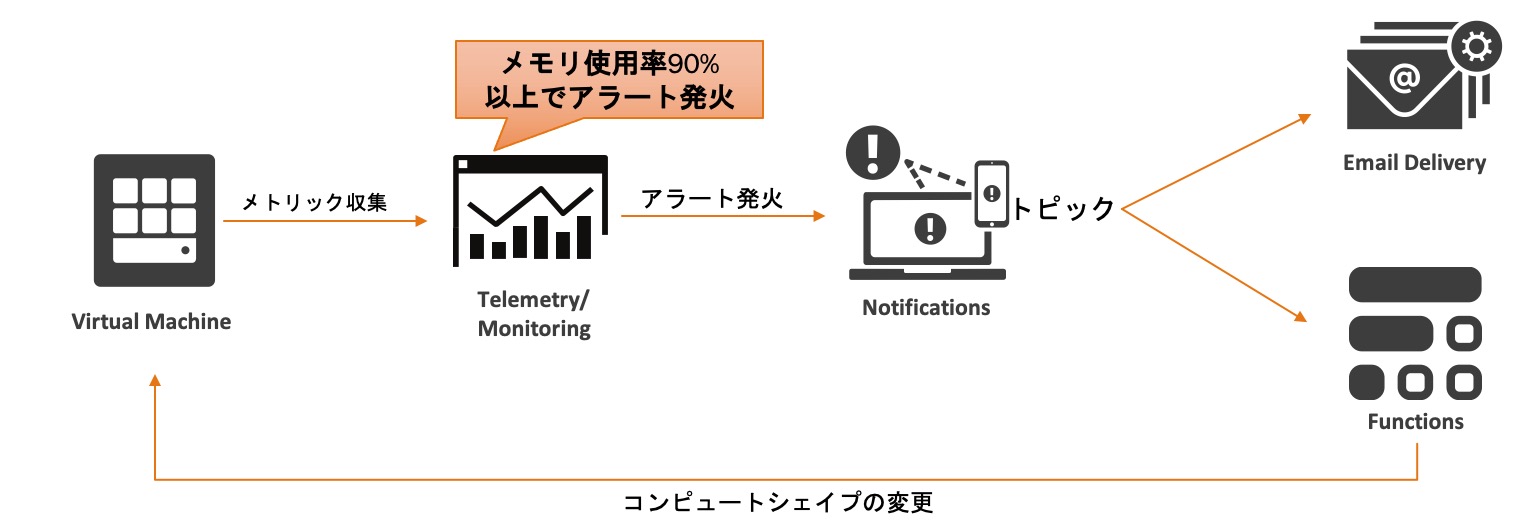 メモリ使用率90%
以上でアラート発火
Email Delivery
メトリック収集
アラート発火
トピック
Virtual Machine
Telemetry/
Monitoring
Notifications
Functions
コンピュートシェイプの変更